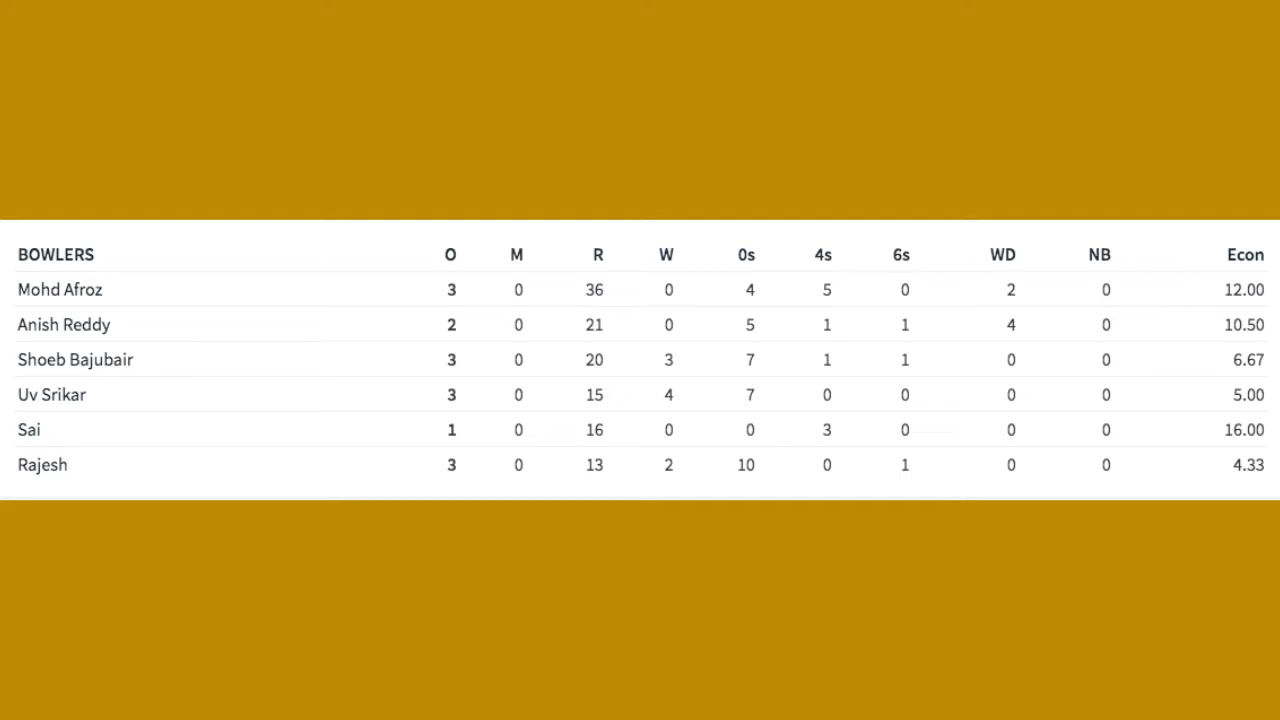 BOWLERS O M R W 0s 4s 6s WD NB Econ
Mohd Afroz 3 0 36 0 4 5 0 2 0 12.00
Anish Reddy 2 0 21 0 5 1 1 4 0 10.50
Shoeb Bajubair 3 0 20 3 7 1 1 0 0 6.67
Uv Srikar 3 0 15 4 7 0 0 0 0 5.00
Sai 1 0 16 0 0 3 0 0 0 16.00
Rajesh 3 0 13 2 10 0 1 0 0 4.33